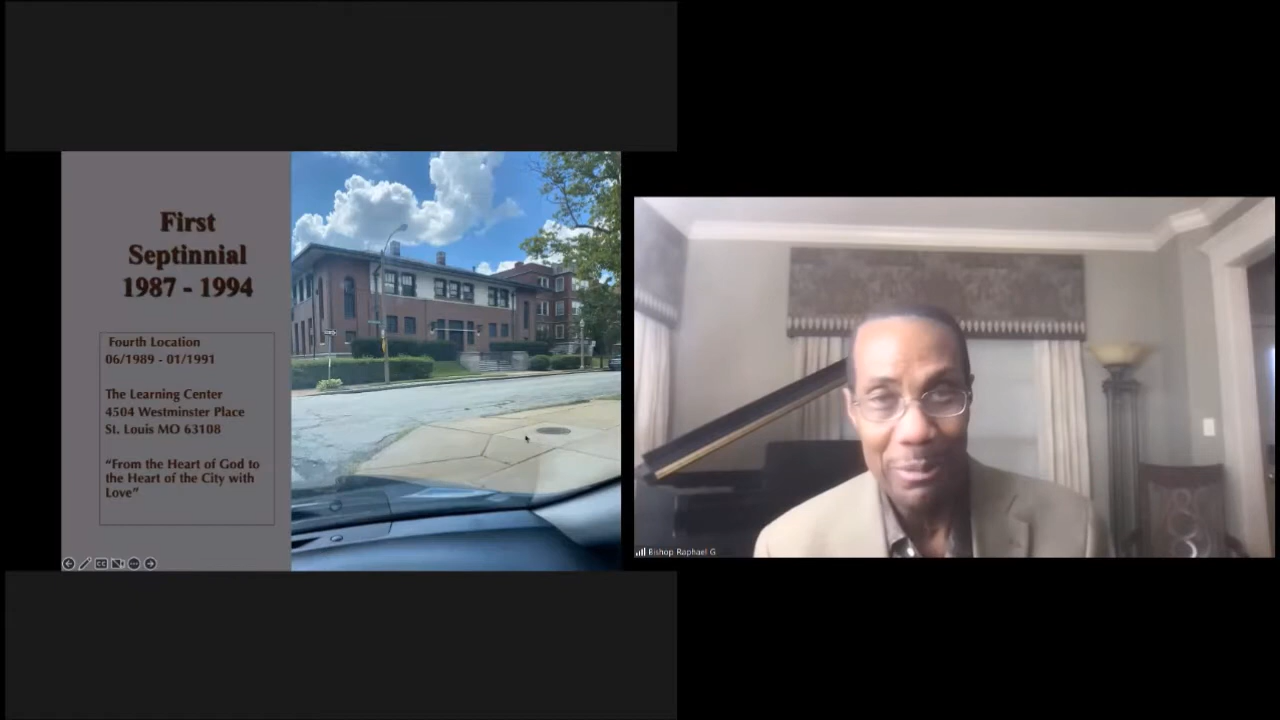 First
Septinnial
1987 - 1994
Fourth Location
06/1989 - 01/1991
The Learning Center
4504 Westminster Place
St. Louis MO 63108
“From the Heart of God to
the Heart of the City with
Love”
Bishop Raphael G